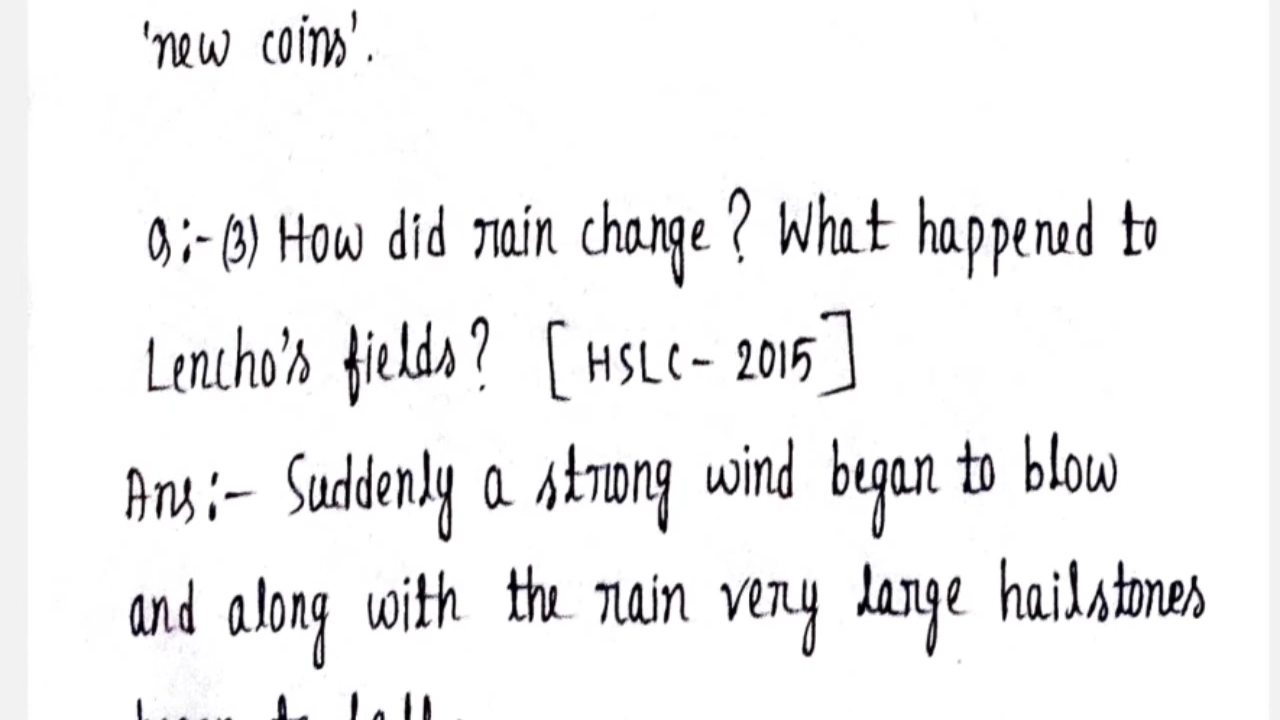 'new coins'.
Q:-(3) How did rain change? What happened to
Lencho's fields? [HSLC- 2015]
Ans:- Suddenly a strong wind began to blow
and along with the rain very large hailstones